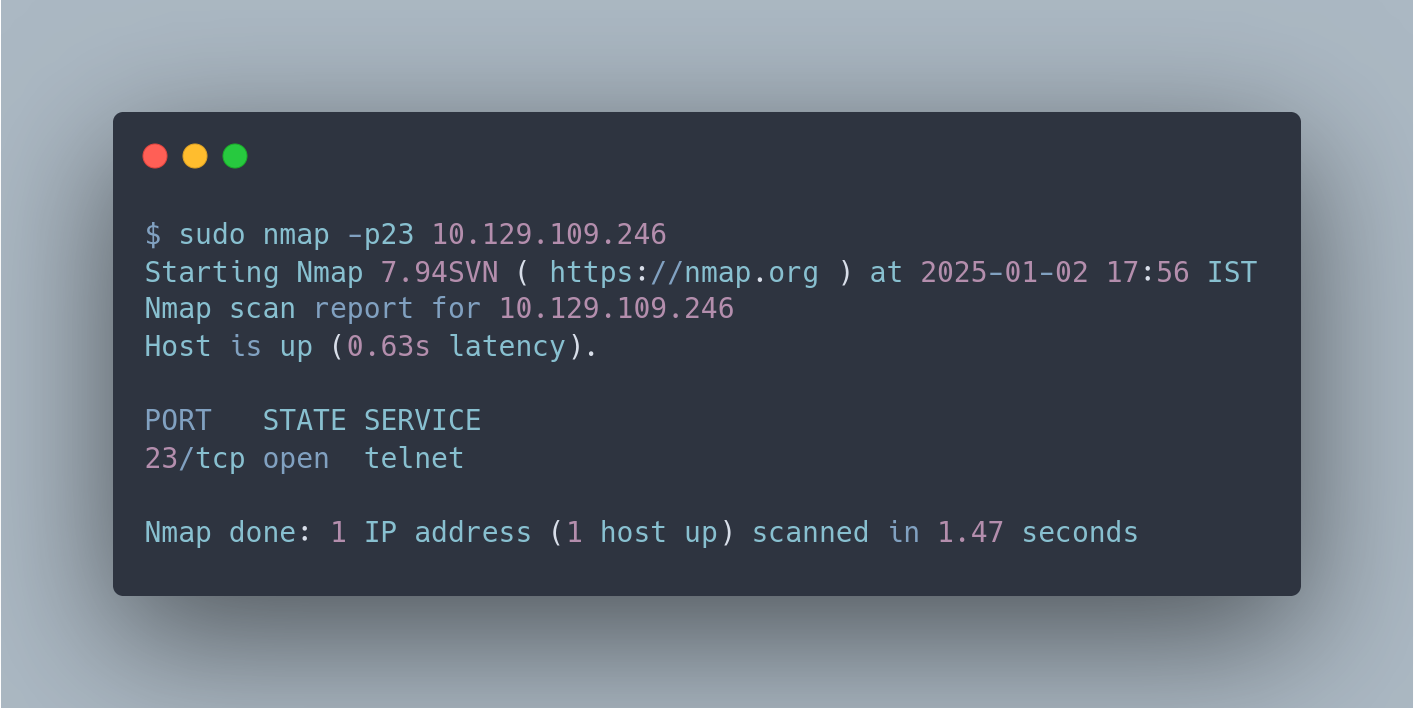 $ sudo nmap -p23 10.129.109.246
Starting Nmap 7.94SVN ( https://nmap.org ) at 2025-01-02 17:56 IST
Nmap scan report for 10.129.109.246
Host is up (0.63s latency).
PORT   STATE SERVICE
23/tcp open  telnet
Nmap done: 1 IP address (1 host up) scanned in 1.47 seconds